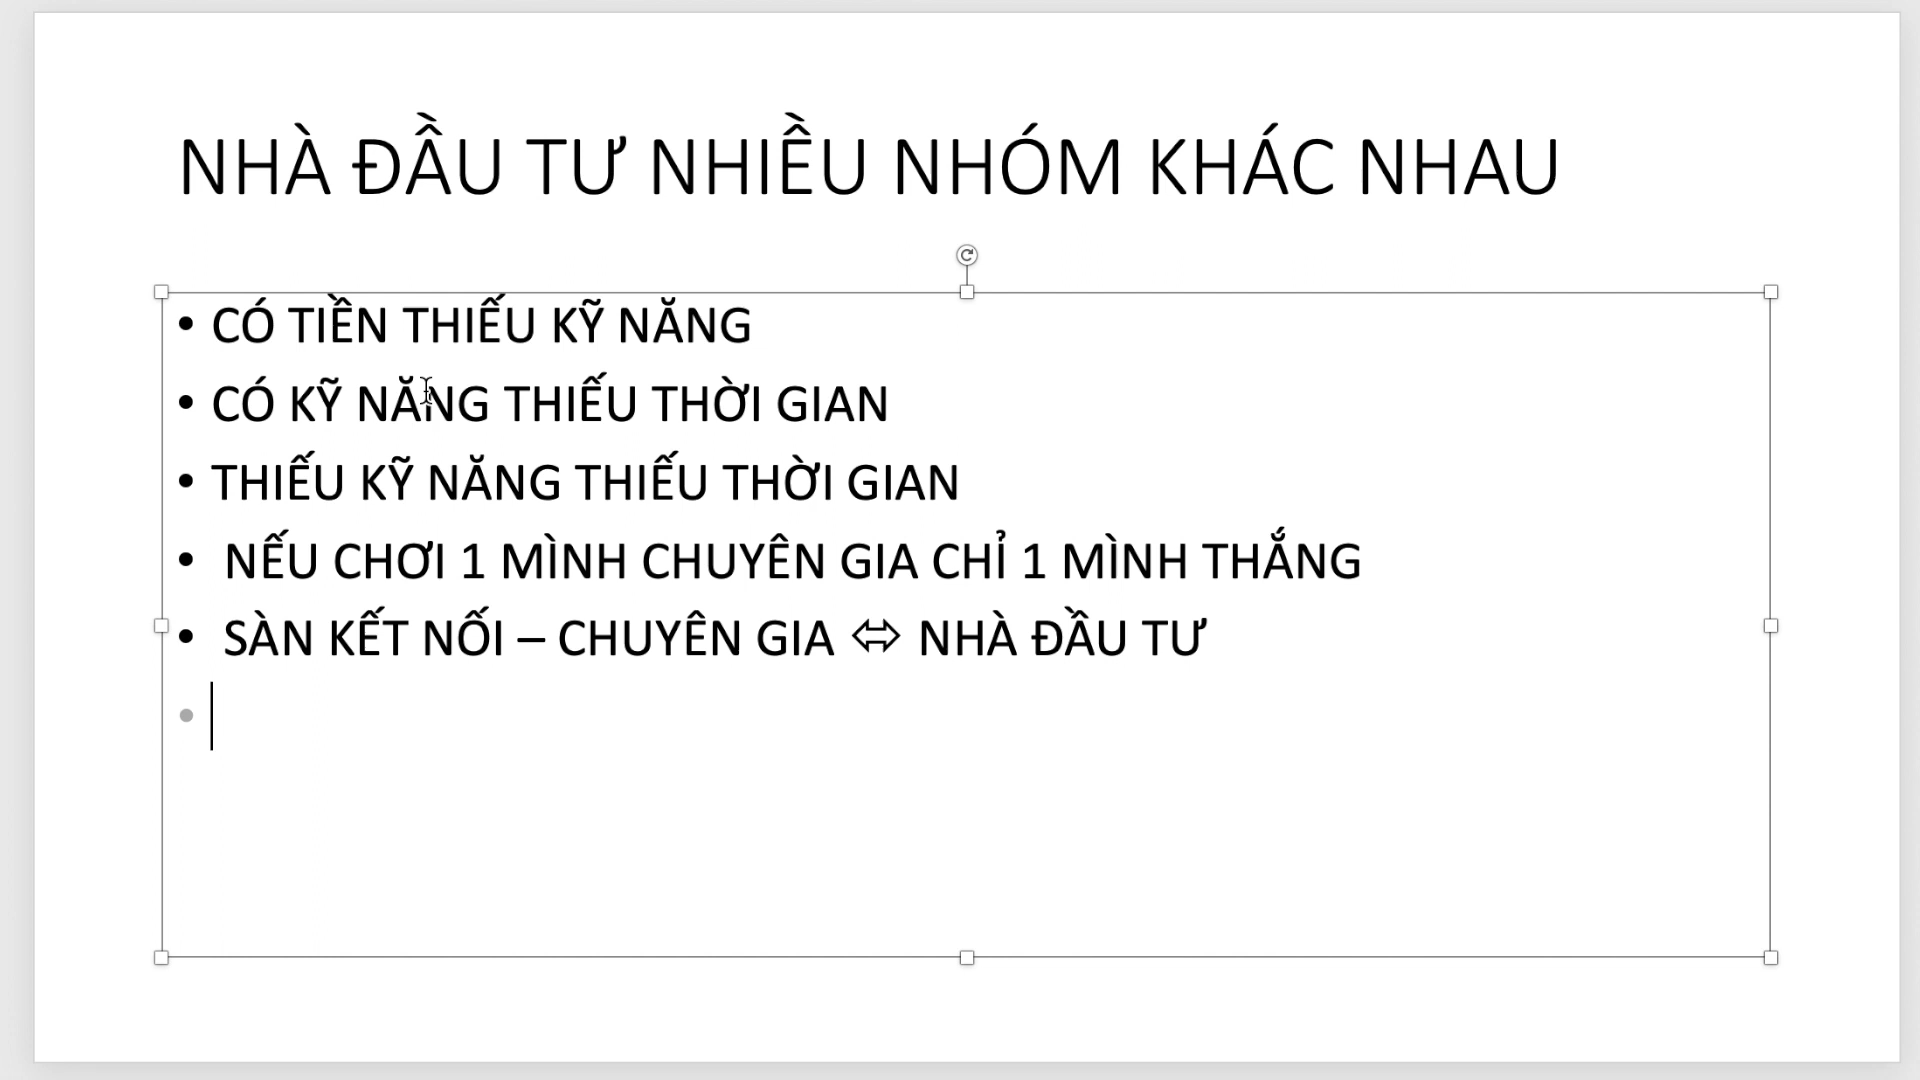 NHÀ ĐẦU TƯ NHIỀU NHÓM KHÁC NHAU
• CÓ TIỀN THIẾU KỸ NĂNG
• CÓ KỸ NĂNG THIẾU THỜI GIAN
• THIẾU KỸ NĂNG THIẾU THỜI GIAN
• NẾU CHƠI 1 MÌNH CHUYÊN GIA CHỈ 1 MÌNH THẮNG
• SÀN KẾT NỐI – CHUYÊN GIA ⇔ NHÀ ĐẦU TƯ